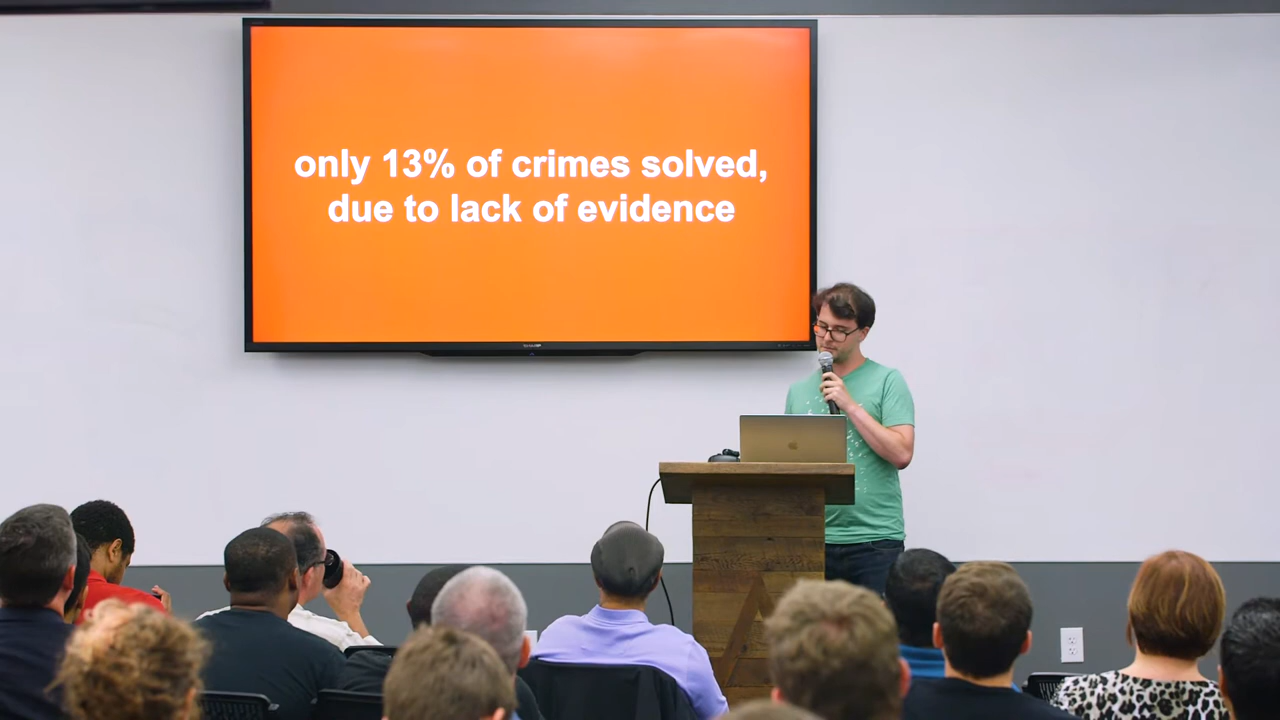 only 13% of crimes solved,
due to lack of evidence